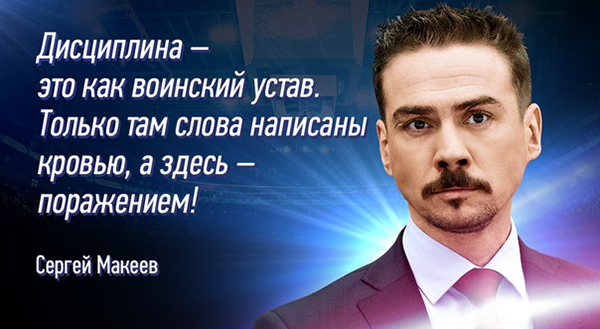 Дисциплина –
это как воинский устав.
Только там слова написаны
кровью, а здесь –
поражением!
Сергей Макеев